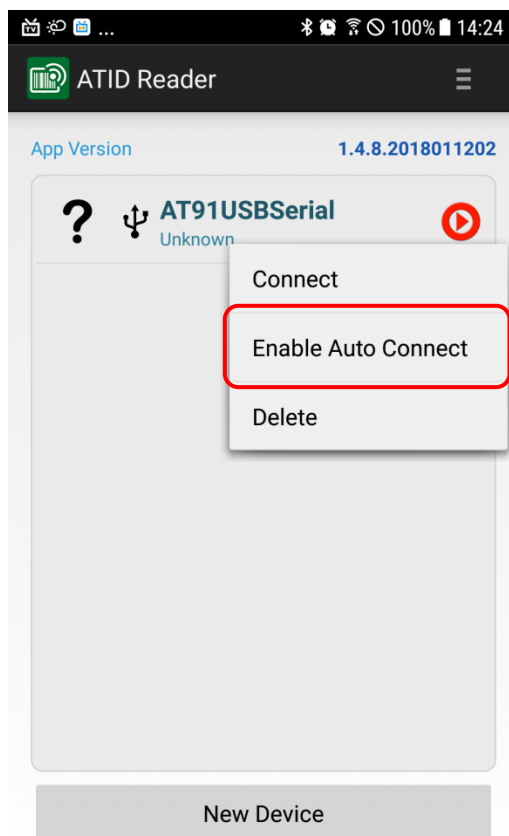 ... 100% 14:24
ATID Reader
App Version 1.4.8.2018011202
? AT91USBSerial
Unknown
Connect
Enable Auto Connect
Delete
New Device